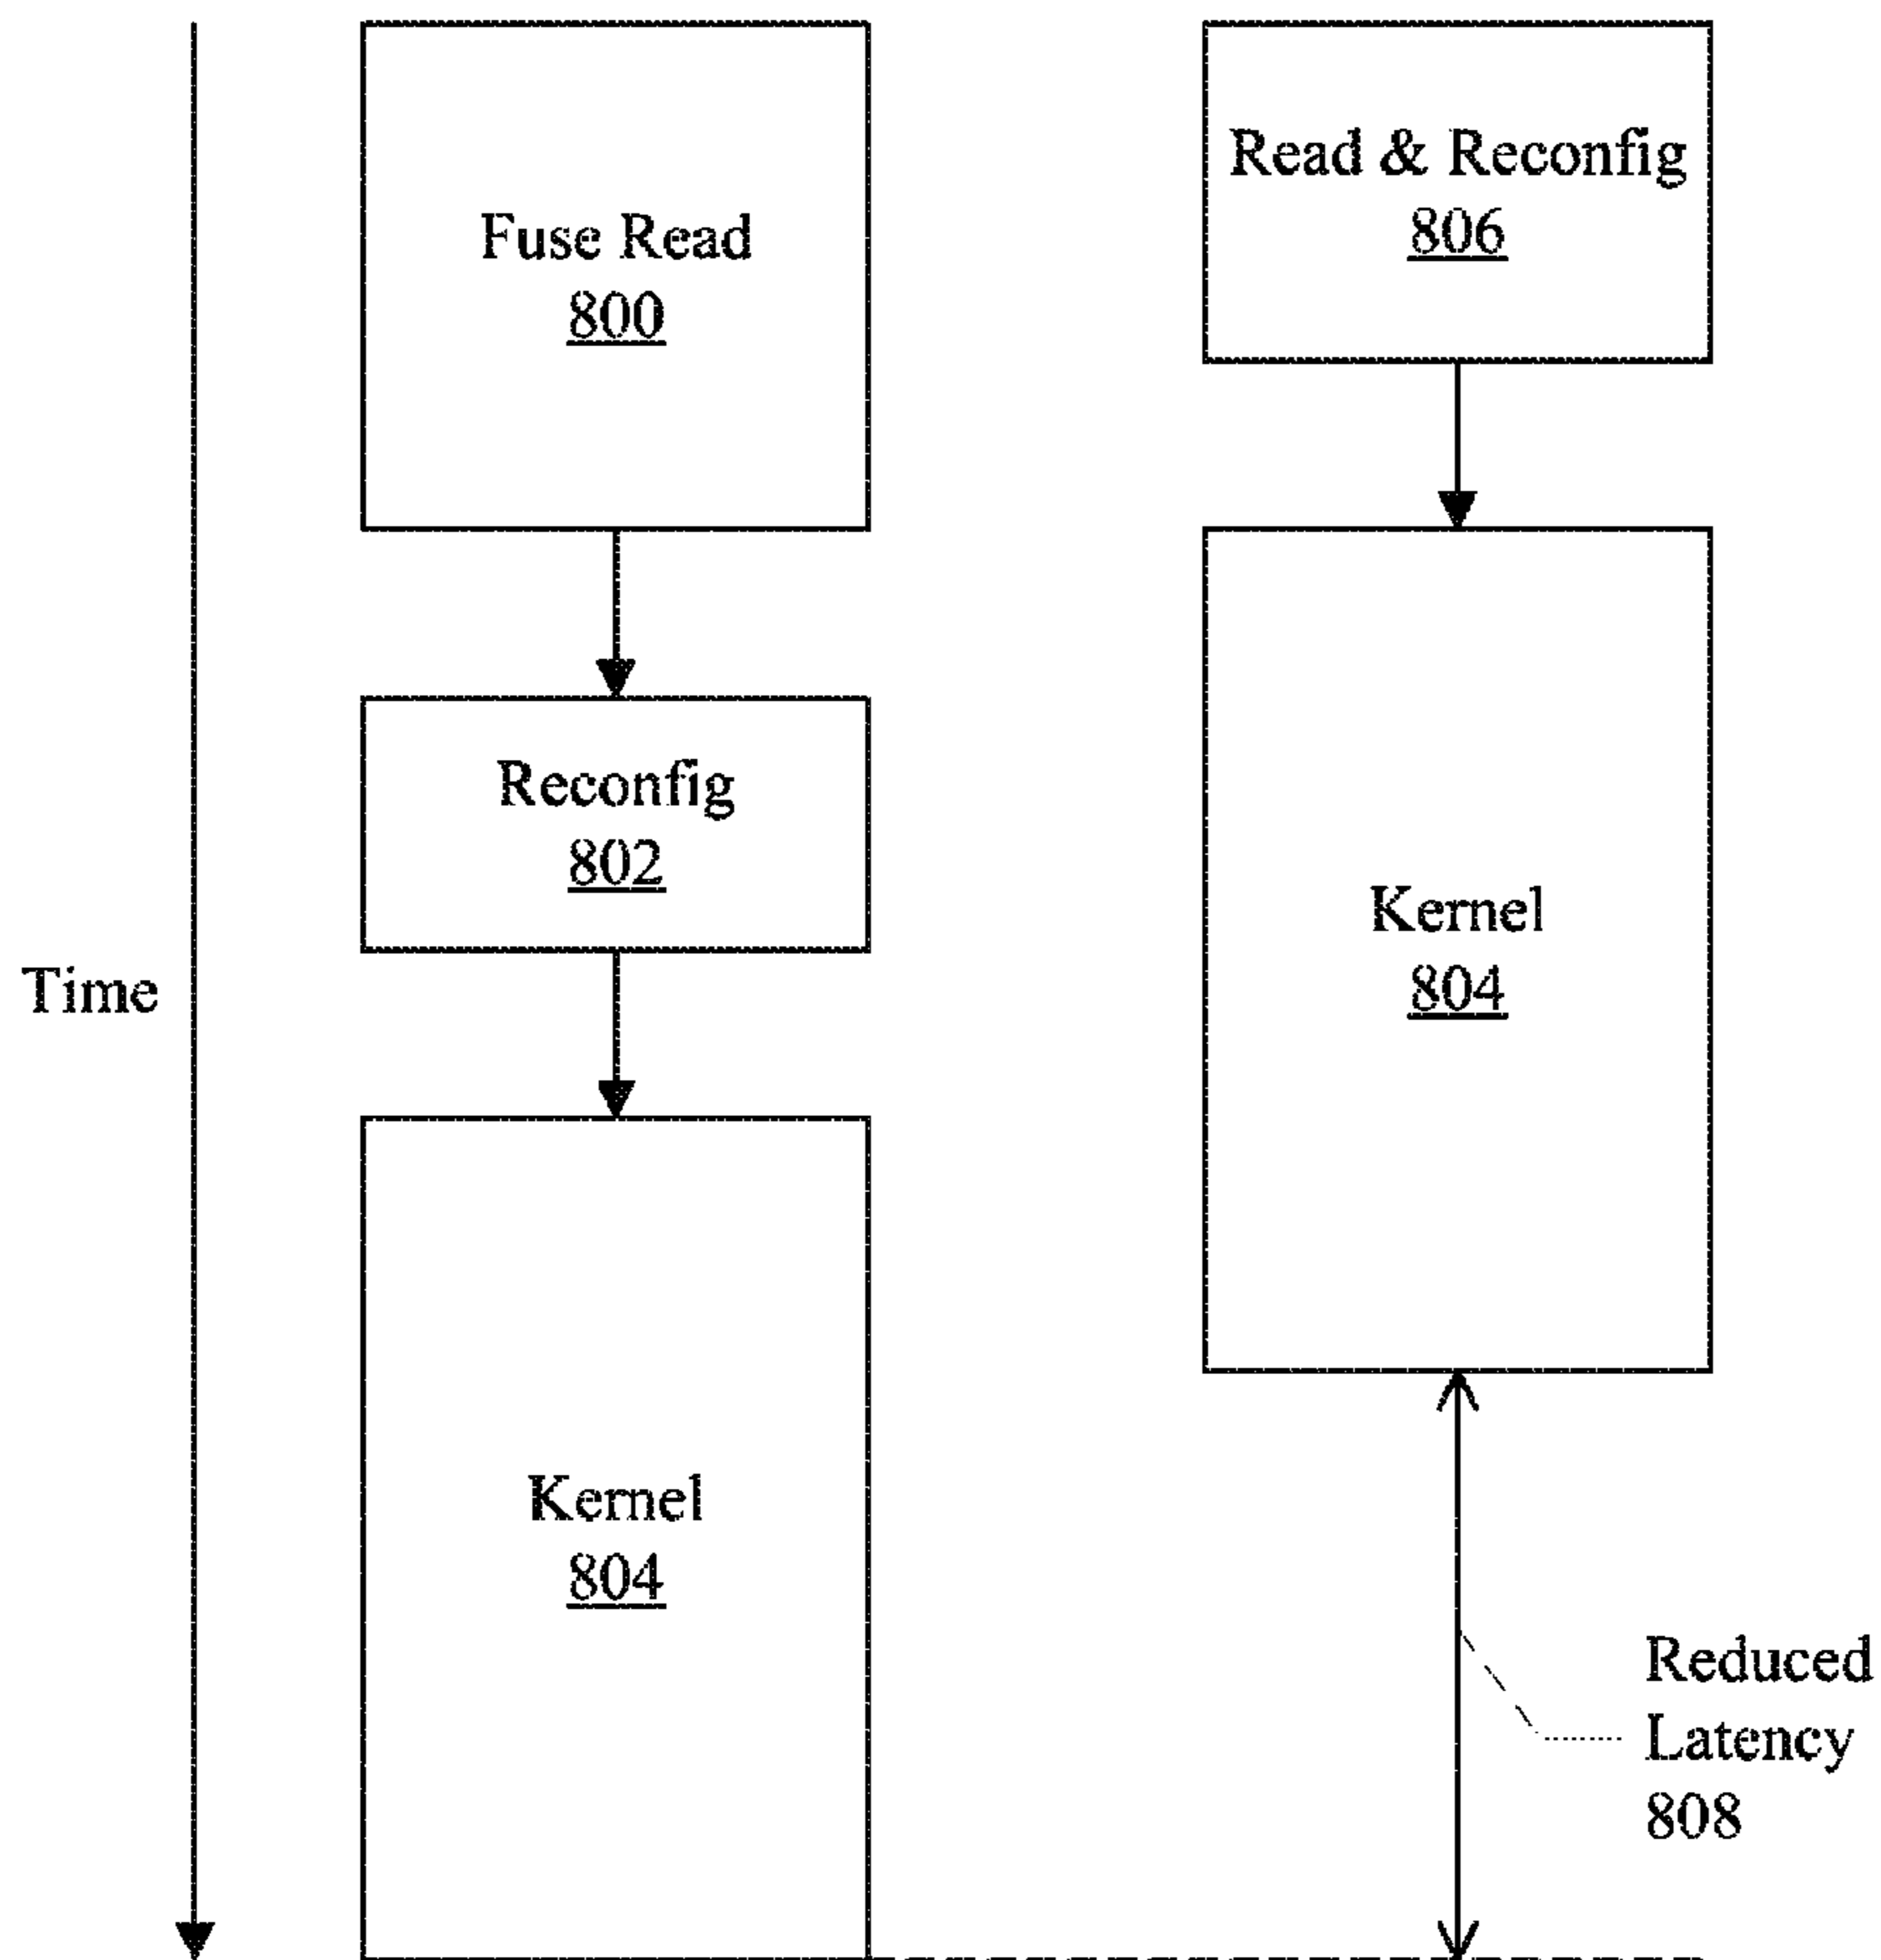 Time
Fuse Read
800
Reconfig
802
Kernel
804
Read & Reconfig
806
Kernel
804
Reduced
Latency
808